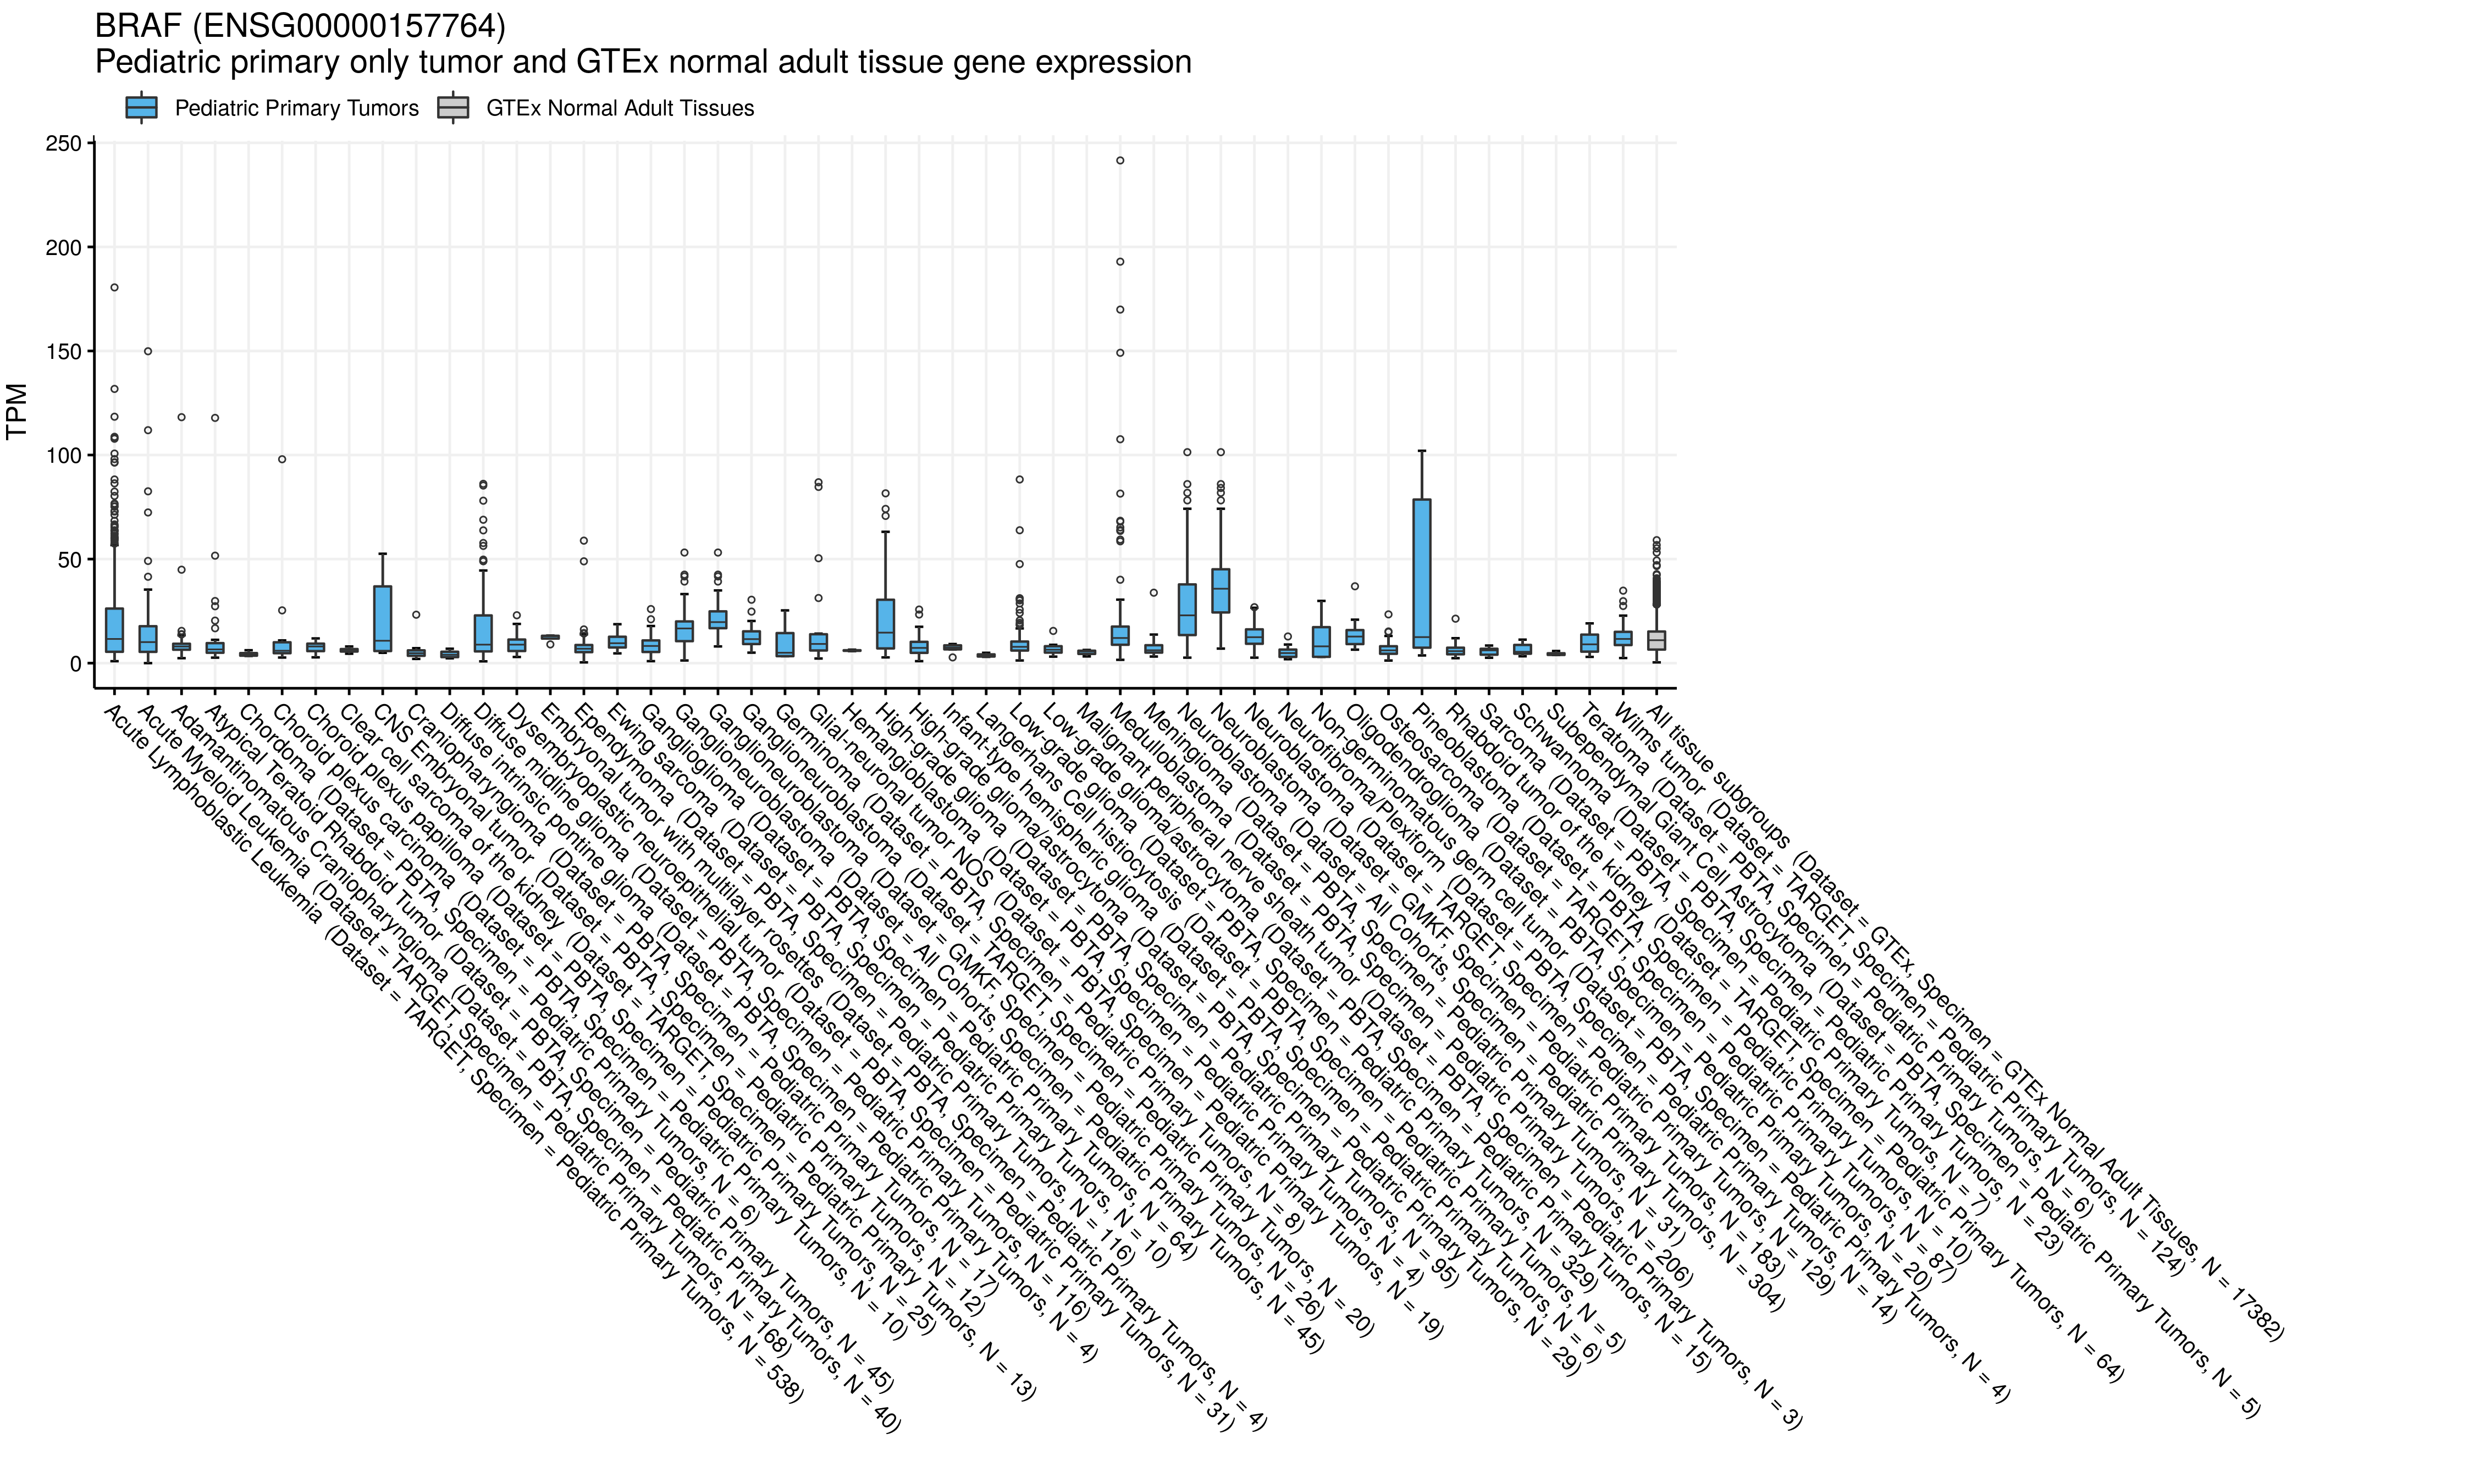 BRAF (ENSG00000157764)
Pediatric primary only tumor and GTEx normal adult tissue gene expression
Pediatric Primary Tumors
GTEx Normal Adult Tissues
TPM
250
200
150
100
50
0
Acute Lymphoblastic Leukemia (Dataset = TARGET, Specimen = Pediatric Primary Tumors, N = 538)
Acute Myeloid Leukemia (Dataset = TARGET, Specimen = Pediatric Primary Tumors, N = 168)
Adamantinomatous Craniopharyngioma (Dataset = PBTA, Specimen = Pediatric Primary Tumors, N = 40)
Atypical Teratoid Rhabdoid Tumor (Dataset = PBTA, Specimen = Pediatric Primary Tumors, N = 45)
Chordoma (Dataset = PBTA, Specimen = Pediatric Primary Tumors, N = 6)
Choroid plexus carcinoma (Dataset = PBTA, Specimen = Pediatric Primary Tumors, N = 10)
Choroid plexus papilloma (Dataset = PBTA, Specimen = Pediatric Primary Tumors, N = 25)
Clear cell sarcoma of the kidney (Dataset = TARGET, Specimen = Pediatric Primary Tumors, N = 13)
CNS Embryonal tumor (Dataset = PBTA, Specimen = Pediatric Primary Tumors, N = 12)
Craniopharyngioma (Dataset = PBTA, Specimen = Pediatric Primary Tumors, N = 17)
Diffuse intrinsic pontine glioma (Dataset = PBTA, Specimen = Pediatric Primary Tumors, N = 4)
Diffuse midline glioma (Dataset = PBTA, Specimen = Pediatric Primary Tumors, N = 116)
Dysembryoplastic neuroepithelial tumor (Dataset = PBTA, Specimen = Pediatric Primary Tumors, N = 31)
Embryonal tumor with multilayer rosettes (Dataset = PBTA, Specimen = Pediatric Primary Tumors, N = 4)
Ependymoma (Dataset = PBTA, Specimen = Pediatric Primary Tumors, N = 116)
Ewing sarcoma (Dataset = PBTA, Specimen = Pediatric Primary Tumors, N = 10)
Ganglioglioma (Dataset = PBTA, Specimen = Pediatric Primary Tumors, N = 64)
Ganglioneuroblastoma (Dataset = All Cohorts, Specimen = Pediatric Primary Tumors, N = 45)
Ganglioneuroblastoma (Dataset = GMKF, Specimen = Pediatric Primary Tumors, N = 26)
Ganglioneuroblastoma (Dataset = TARGET, Specimen = Pediatric Primary Tumors, N = 20)
Germinoma (Dataset = PBTA, Specimen = Pediatric Primary Tumors, N = 8)
Glial-neuronal tumor NOS (Dataset = PBTA, Specimen = Pediatric Primary Tumors, N = 19)
Hemangioblastoma (Dataset = PBTA, Specimen = Pediatric Primary Tumors, N = 4)
High-grade glioma (Dataset = PBTA, Specimen = Pediatric Primary Tumors, N = 95)
High-grade glioma/astrocytoma (Dataset = PBTA, Specimen = Pediatric Primary Tumors, N = 29)
Infant-type hemispheric glioma (Dataset = PBTA, Specimen = Pediatric Primary Tumors, N = 6)
Langerhans Cell histiocytosis (Dataset = PBTA, Specimen = Pediatric Primary Tumors, N = 5)
Low-grade glioma (Dataset = PBTA, Specimen = Pediatric Primary Tumors, N = 329)
Low-grade glioma/astrocytoma (Dataset = PBTA, Specimen = Pediatric Primary Tumors, N = 15)
Malignant peripheral nerve sheath tumor (Dataset = PBTA, Specimen = Pediatric Primary Tumors, N = 3)
Medulloblastoma (Dataset = PBTA, Specimen = Pediatric Primary Tumors, N = 206)
Meningioma (Dataset = PBTA, Specimen = Pediatric Primary Tumors, N = 31)
Neuroblastoma (Dataset = All Cohorts, Specimen = Pediatric Primary Tumors, N = 304)
Neuroblastoma (Dataset = GMKF, Specimen = Pediatric Primary Tumors, N = 183)
Neuroblastoma (Dataset = TARGET, Specimen = Pediatric Primary Tumors, N = 129)
Neurofibroma/Plexiform (Dataset = PBTA, Specimen = Pediatric Primary Tumors, N = 14)
Non-germinomatous germ cell tumor (Dataset = PBTA, Specimen = Pediatric Primary Tumors, N = 4)
Oligodendroglioma (Dataset = PBTA, Specimen = Pediatric Primary Tumors, N = 20)
Osteosarcoma (Dataset = TARGET, Specimen = Pediatric Primary Tumors, N = 87)
Pineoblastoma (Dataset = PBTA, Specimen = Pediatric Primary Tumors, N = 10)
Rhabdoid tumor of the kidney (Dataset = TARGET, Specimen = Pediatric Primary Tumors, N = 64)
Sarcoma (Dataset = PBTA, Specimen = Pediatric Primary Tumors, N = 7)
Schwannoma (Dataset = PBTA, Specimen = Pediatric Primary Tumors, N = 23)
Subependymal Giant Cell Astrocytoma (Dataset = PBTA, Specimen = Pediatric Primary Tumors, N = 5)
Teratoma (Dataset = PBTA, Specimen = Pediatric Primary Tumors, N = 6)
Wilms tumor (Dataset = TARGET, Specimen = Pediatric Primary Tumors, N = 124)
All tissue subgroups (Dataset = GTEx, Specimen = GTEx Normal Adult Tissues, N = 17382)